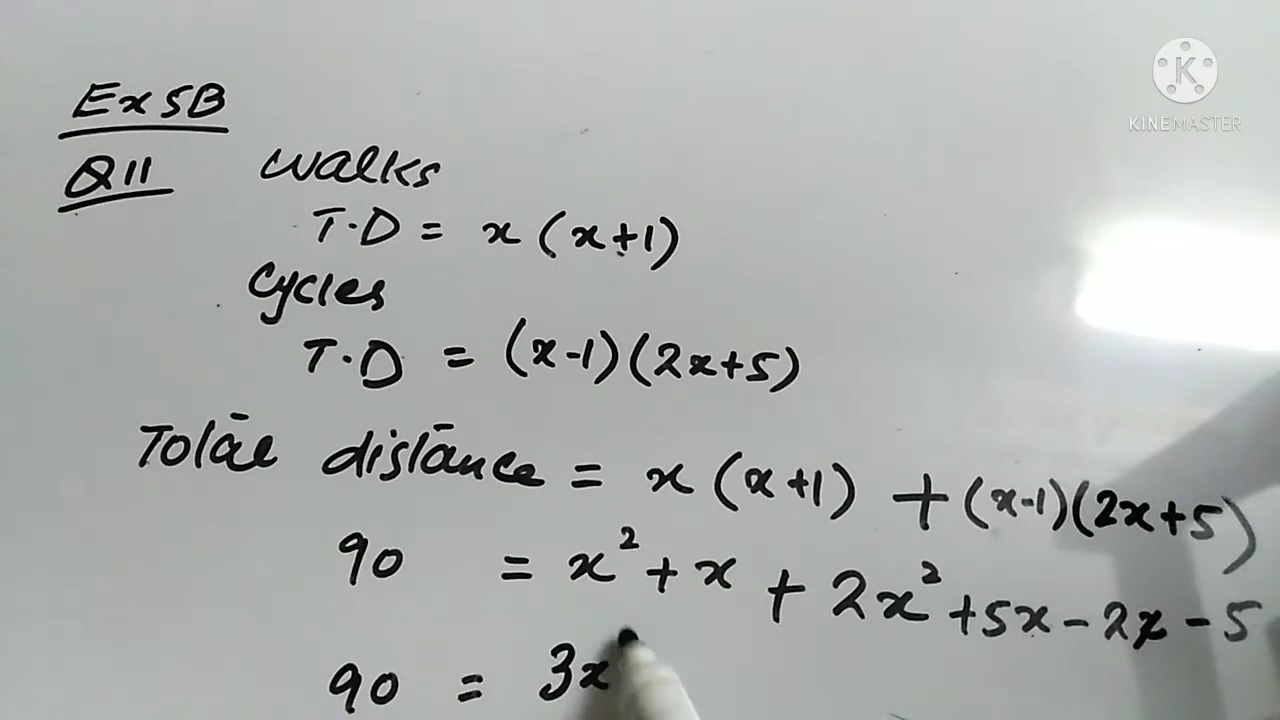 Ex 5B
Q11 Walks
T.D = x (x+1)
Cycles
T.D = (x-1)(2x+5)
Total distance = x (x+1) + (x-1)(2x+5)
90 = x² + x + 2x² + 5x - 2x - 5
90 = 3x
K
KINEMASTER